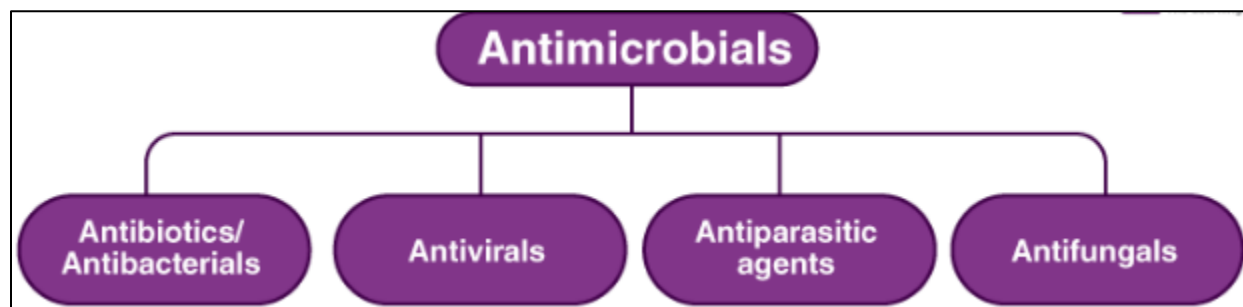 Antimicrobials
Antibiotics/
Antibacterials
Antivirals
Antiparasitic
agents
Antifungals